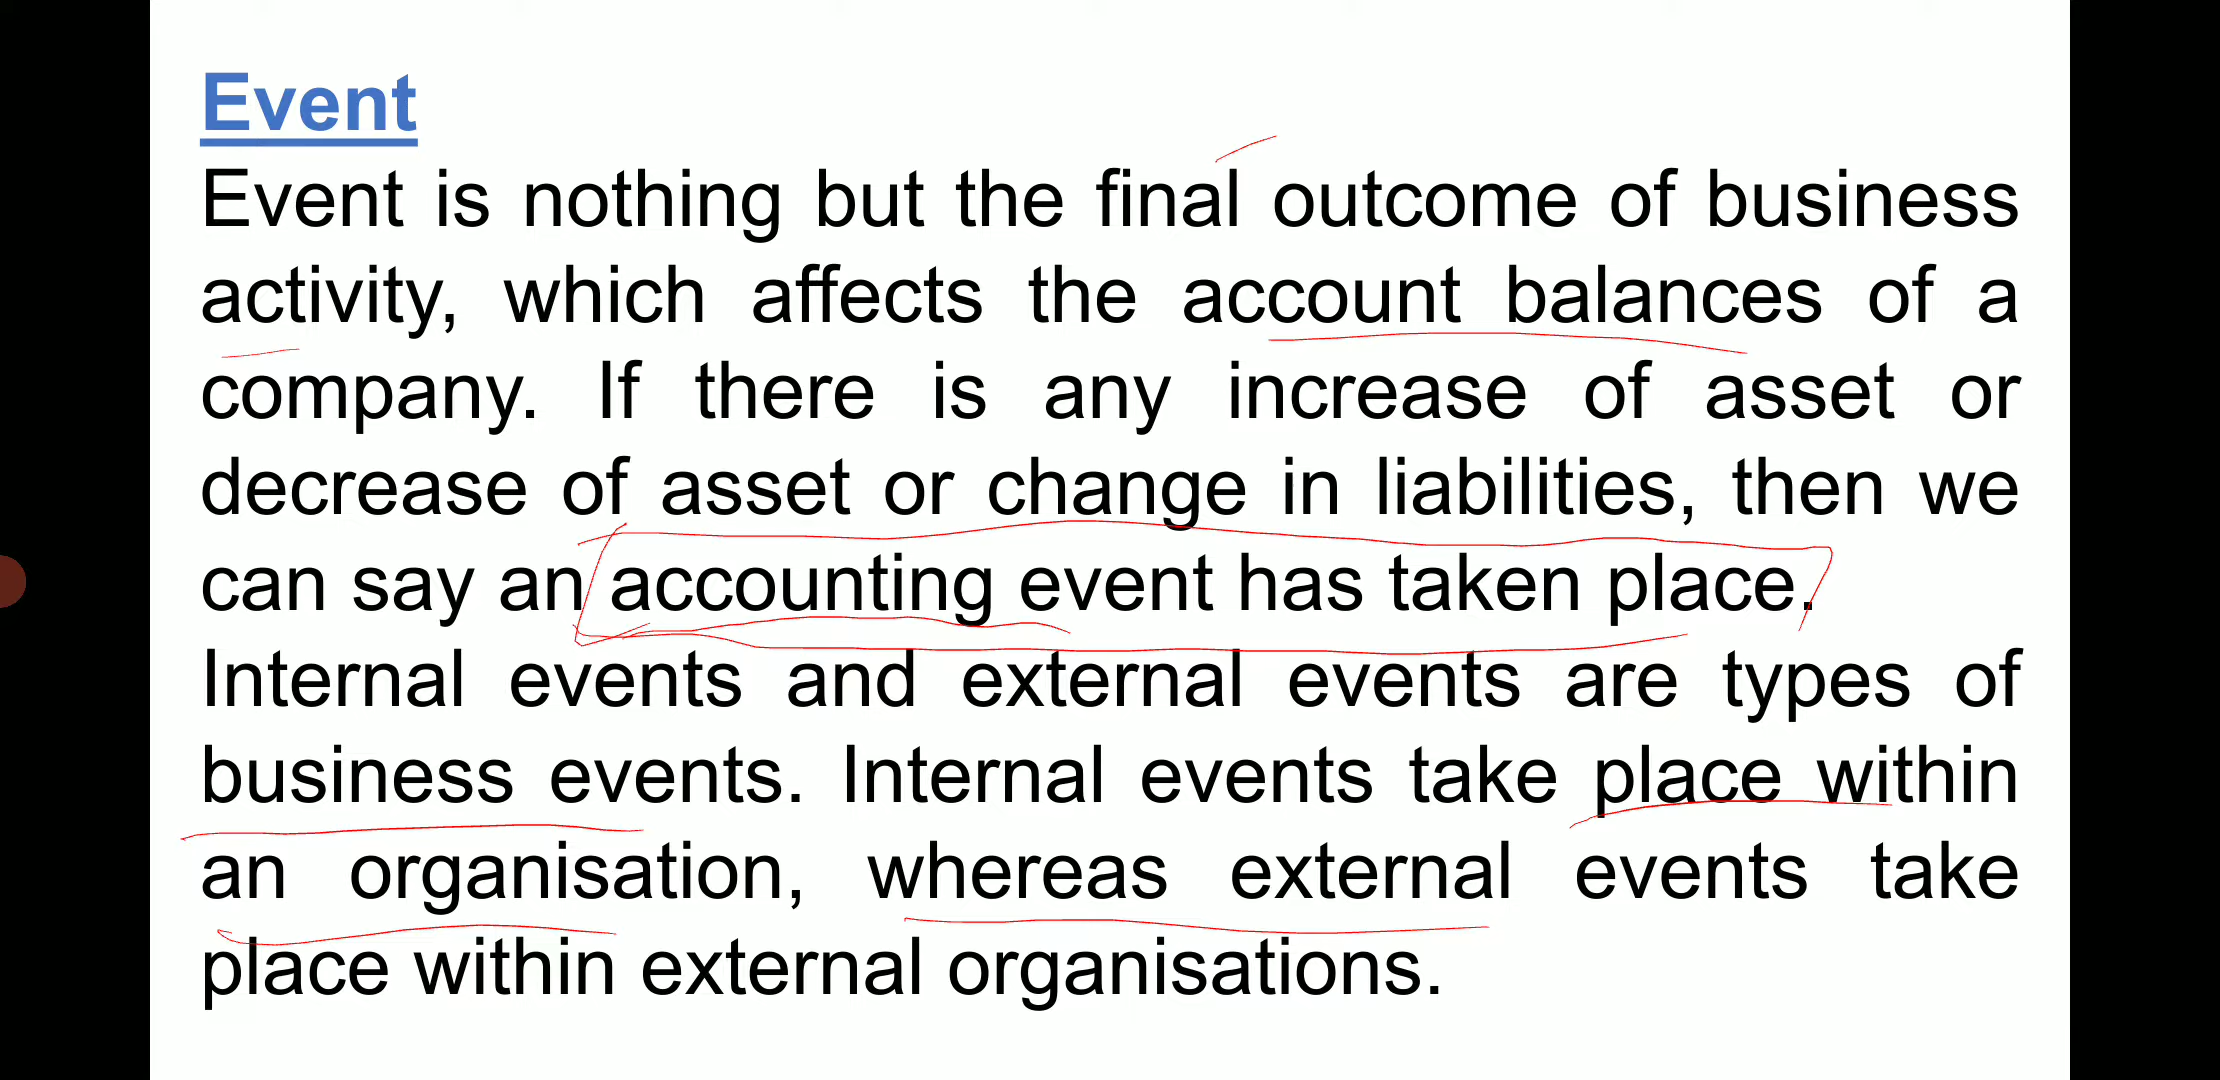 Event
Event is nothing but the final outcome of business
activity, which affects the account balances of a
company. If there is any increase of asset or
decrease of asset or change in liabilities, then we
can say an accounting event has taken place.
Internal events and external events are types of
business events. Internal events take place within
an organisation, whereas external events take
place within external organisations.